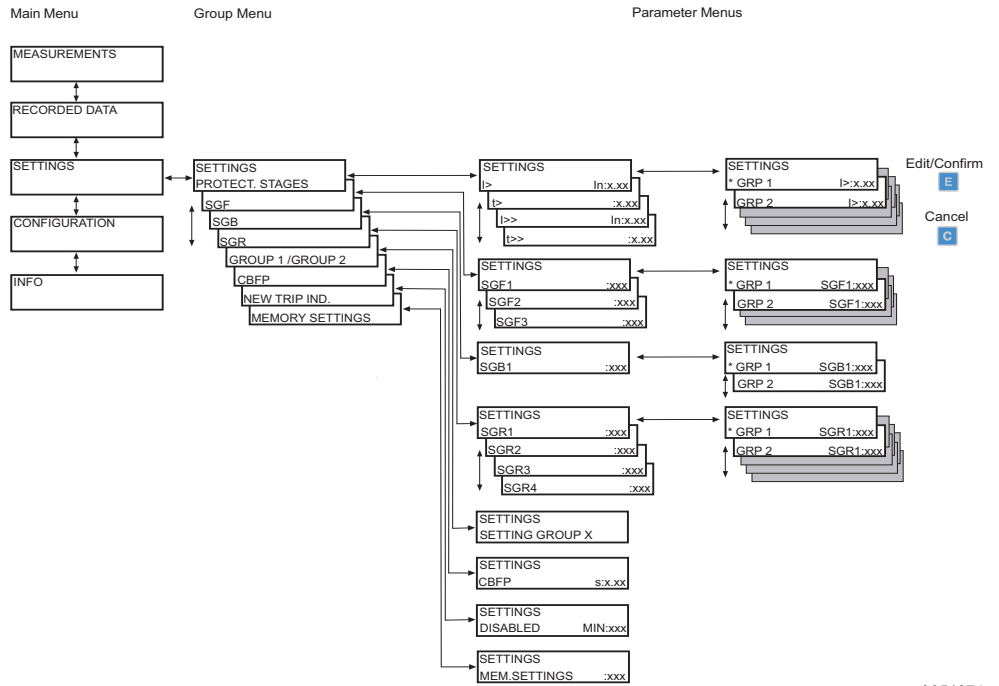 Main Menu
Group Menu
Parameter Menus
MEASUREMENTS
RECORDED DATA
SETTINGS
CONFIGURATION
INFO
SETTINGS
PROTECT. STAGES
SGF
SGB
SGR
GROUP 1 /GROUP 2
CBFP
NEW TRIP IND.
MEMORY SETTINGS
SETTINGS
I> In:x.xx
t> :x.xx
I>> In:x.xx
t>> :x.xx
SETTINGS
* GRP 1 I>:x.xx
GRP 2 I>:x.xx
Edit/Confirm
E
Cancel
C
SETTINGS
SGF1 :xxx
SGF2 :xxx
SGF3 :xxx
SETTINGS
* GRP 1 SGF1:xxx
GRP 2 SGF1:xxx
SETTINGS
SGB1 :xxx
SETTINGS
* GRP 1 SGB1:xxx
GRP 2 SGB1:xxx
SETTINGS
SGR1 :xxx
SGR2 :xxx
SGR3 :xxx
SGR4 :xxx
SETTINGS
* GRP 1 SGR1:xxx
GRP 2 SGR1:xxx
SETTINGS
SETTING GROUP X
SETTINGS
CBFP s:x.xx
SETTINGS
DISABLED MIN:xxx
SETTINGS
MEM.SETTINGS :xxx